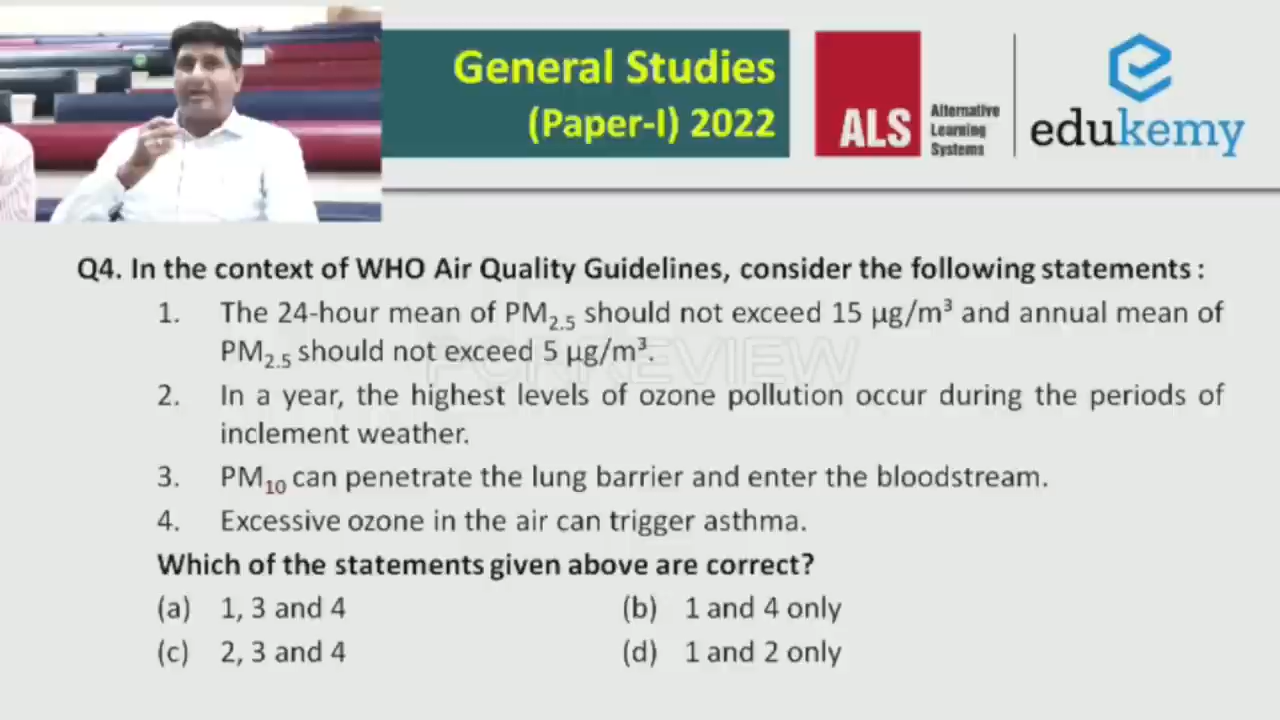 General Studies
(Paper-I) 2022
ALS
Alternative
Learning
Systems
edukemy
Q4. In the context of WHO Air Quality Guidelines, consider the following statements :
1. The 24-hour mean of PM₂.₅ should not exceed 15 µg/m³ and annual mean of
PM₂.₅ should not exceed 5 µg/m³.
2. In a year, the highest levels of ozone pollution occur during the periods of
inclement weather.
3. PM₁₀ can penetrate the lung barrier and enter the bloodstream.
4. Excessive ozone in the air can trigger asthma.
Which of the statements given above are correct?
(a) 1, 3 and 4 (b) 1 and 4 only
(c) 2, 3 and 4 (d) 1 and 2 only
FOR REVIEW